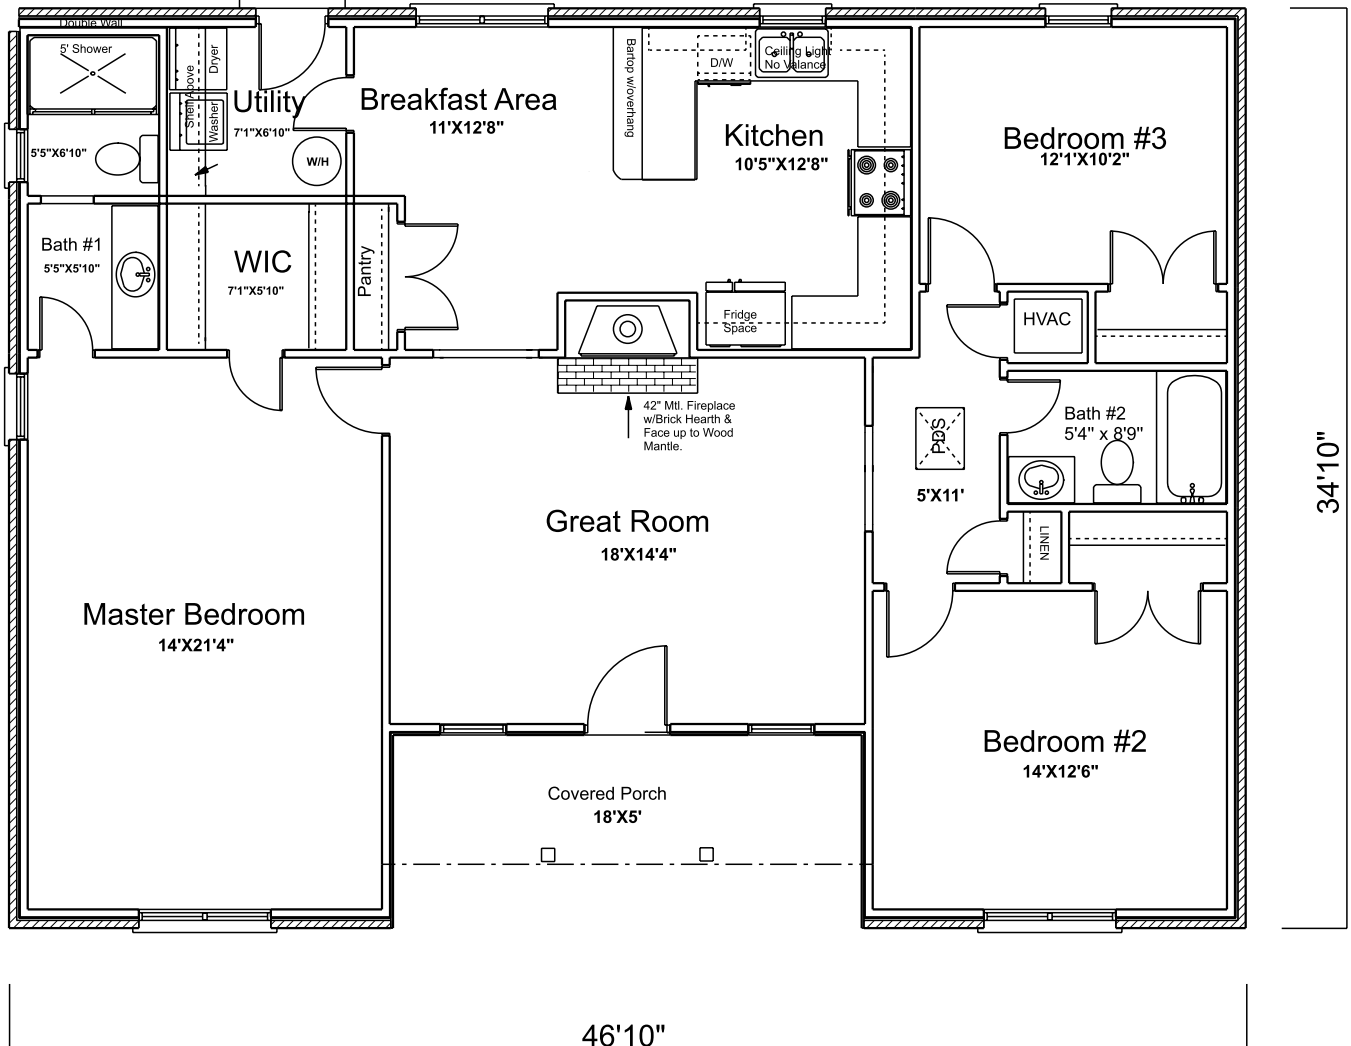 Double Wall
5' Shower
Shelf Above
Dryer
Washer
Utility
7'1"X6'10"
W/H
5'5"X6'10"
Bath #1
5'5"X5'10"
WIC
7'1"X5'10"
Pantry
Breakfast Area
11'X12'8"
Bartop w/overhang
D/W
Ceiling Light
No Valance
Kitchen
10'5"X12'8"
Fridge
Space
Bedroom #3
12'1'X10'2"
HVAC
42" Mtl. Fireplace
w/Brick Hearth &
Face up to Wood
Mantle.
PDS
5'X11'
Bath #2
5'4" x 8'9"
LINEN
Great Room
18'X14'4"
Master Bedroom
14'X21'4"
Bedroom #2
14'X12'6"
Covered Porch
18'X5'
34'10"
46'10"